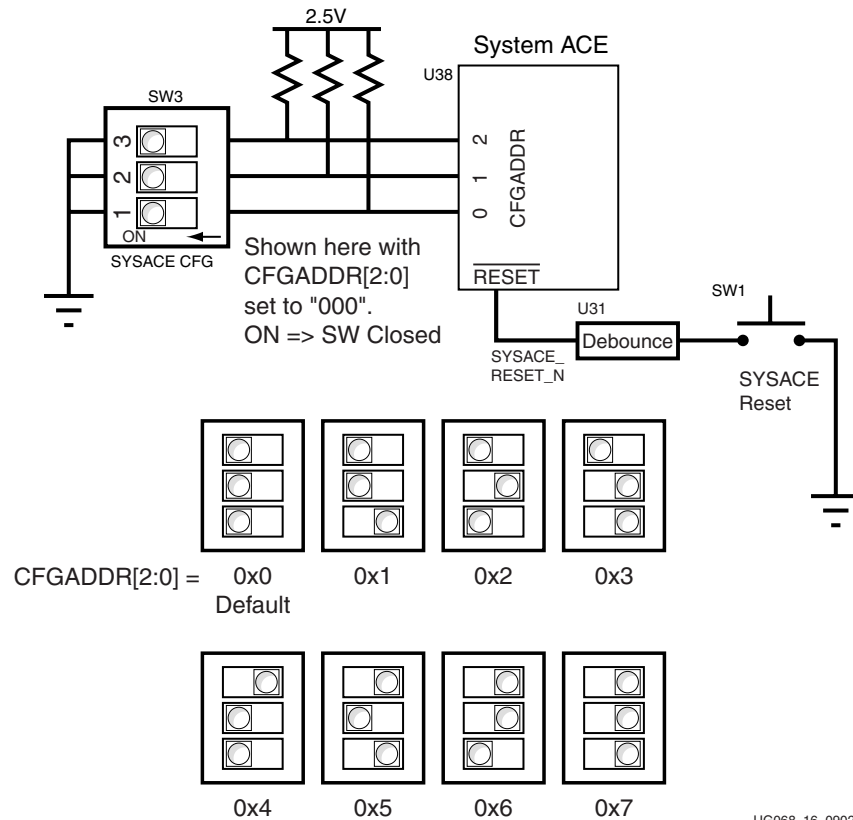 2.5V
System ACE
U38
SW3
3
2
1
ON
SYSACE CFG
2
1
0
CFGADDR
RESET
Shown here with
CFGADDR[2:0]
set to "000".
ON => SW Closed
SYSACE_
RESET_N
U31
Debounce
SW1
SYSACE
Reset
CFGADDR[2:0] = 0x0 0x1 0x2 0x3
Default
0x4 0x5 0x6 0x7